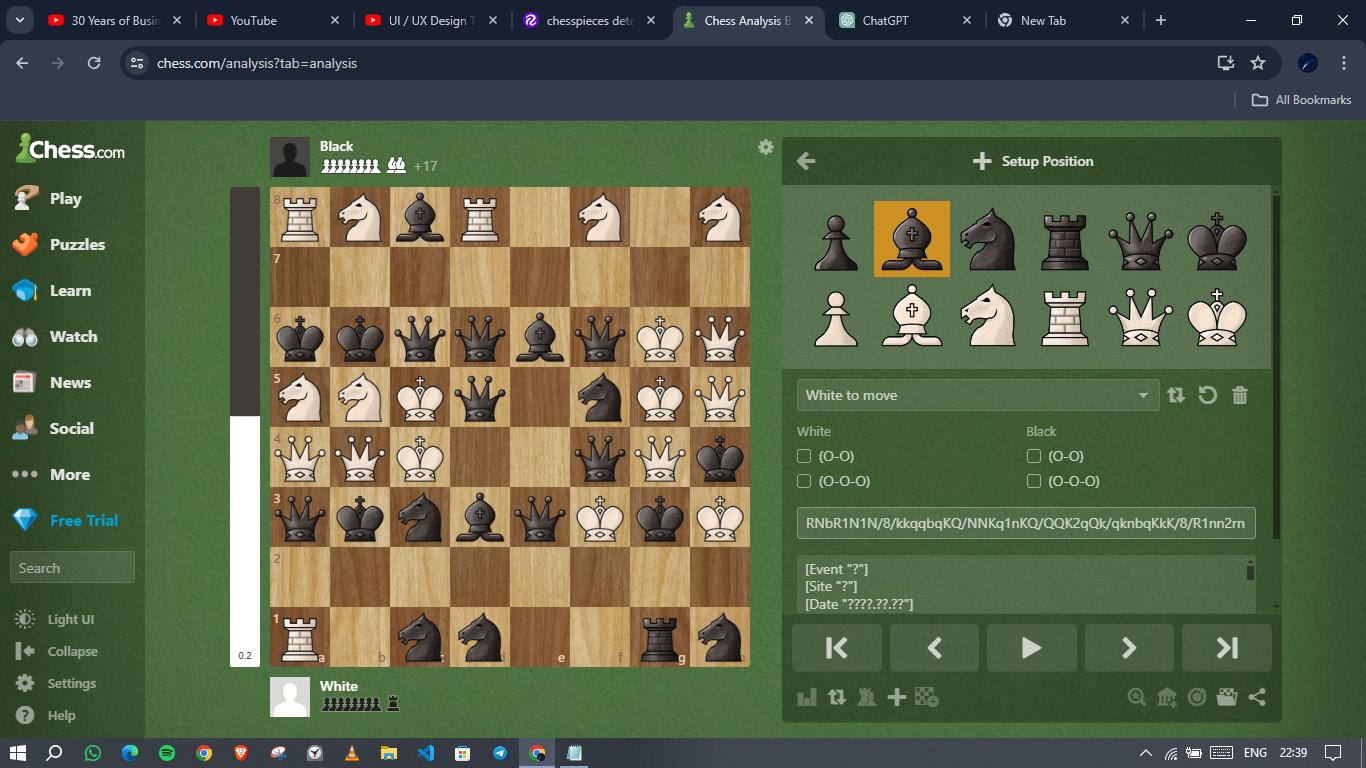 30 Years of Busin
YouTube
UI / UX Design T
chesspieces dete
Chess Analysis B
ChatGPT
New Tab
chess.com/analysis?tab=analysis
All Bookmarks
Chess.com
Play
Puzzles
Learn
Watch
News
Social
More
Free Trial
Search
Light UI
Collapse
Settings
Help
Black
+17
8
7
6
5
4
3
2
1
a
b
c
d
e
f
g
h
0.2
White
Setup Position
White to move
White
Black
(O-O)
(O-O)
(O-O-O)
(O-O-O)
RNbR1N1N/8/kkqqbqKQ/NNKq1nKQ/QQK2qQk/qknbqKkK/8/R1nn2rn
[Event "?"]
[Site "?"]
[Date "????.??.??"]
ENG
22:39